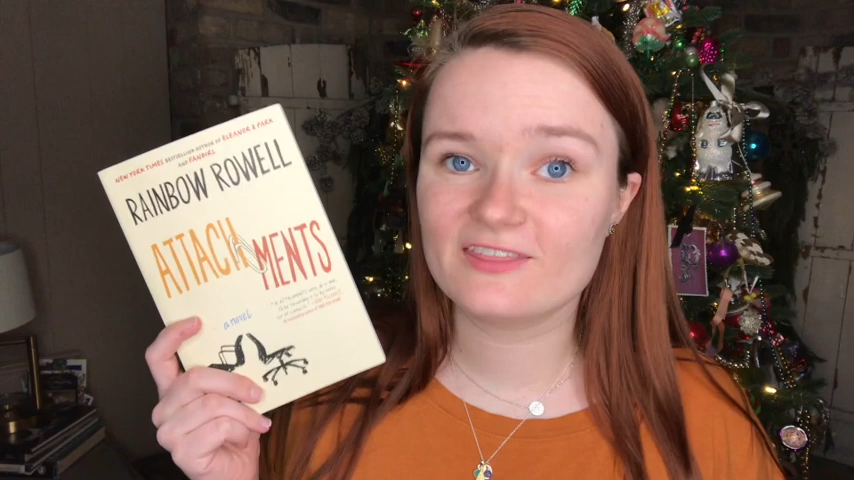 NEW YORK TIMES BESTSELLING AUTHOR OF ELEANOR & PARK
AND FANGIRL
RAINBOW ROWELL
ATTACHMENTS
a novel